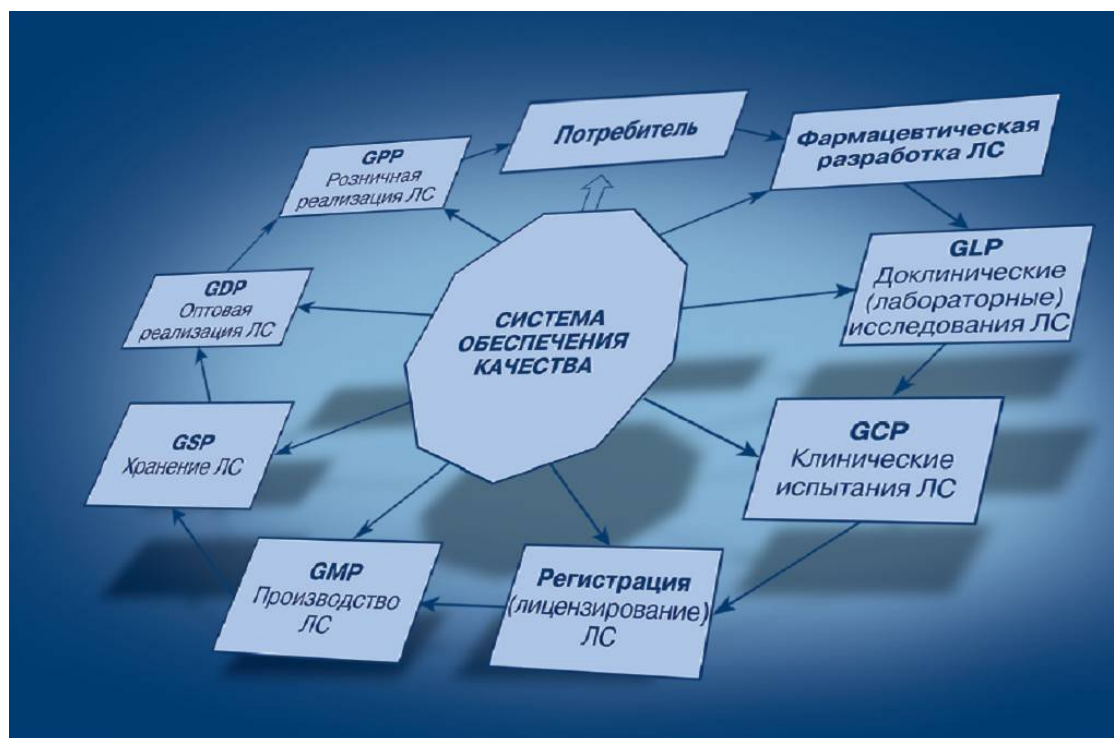 Потребитель
Фармацевтическая
разработка ЛС
GPP
Розничная
реализация ЛС
GLP
Доклинические
(лабораторные)
исследования ЛС
GDP
Оптовая
реализация ЛС
СИСТЕМА
ОБЕСПЕЧЕНИЯ
КАЧЕСТВА
GSP
Хранение ЛС
GCP
Клинические
испытания ЛС
GMP
Производство
ЛС
Регистрация
(лицензирование)
ЛС